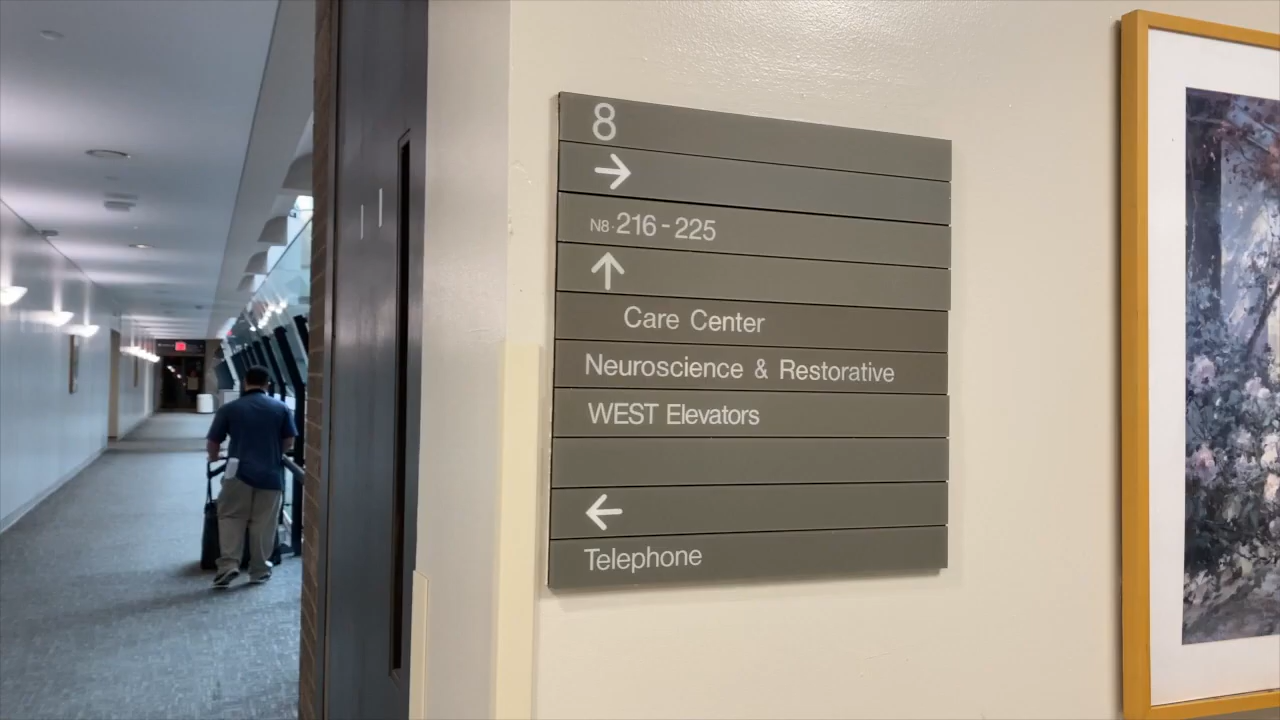 8
→
N8-216-225
↑
Care Center
Neuroscience & Restorative
WEST Elevators
←
Telephone